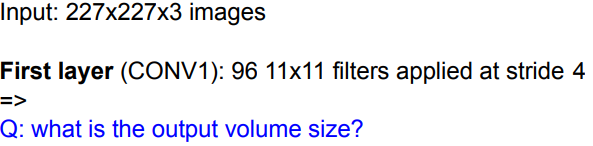 Input: 227x227x3 images
First layer (CONV1): 96 11x11 filters applied at stride 4
=>
Q: what is the output volume size?